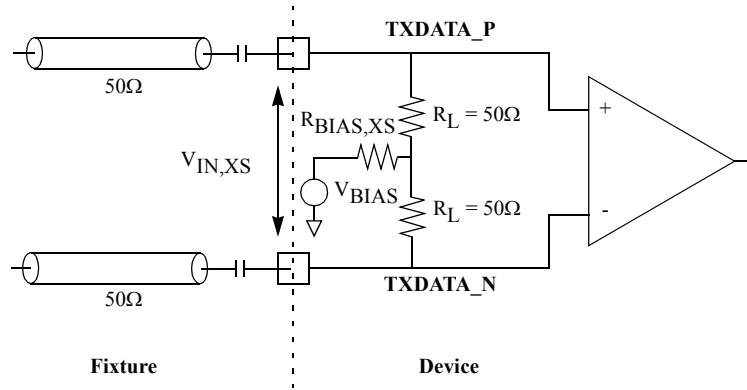 TXDATA_P
50Ω
RBIAS,XS
RL = 50Ω
+
VIN,XS
VBIAS
RL = 50Ω
-
50Ω
TXDATA_N
Fixture
Device